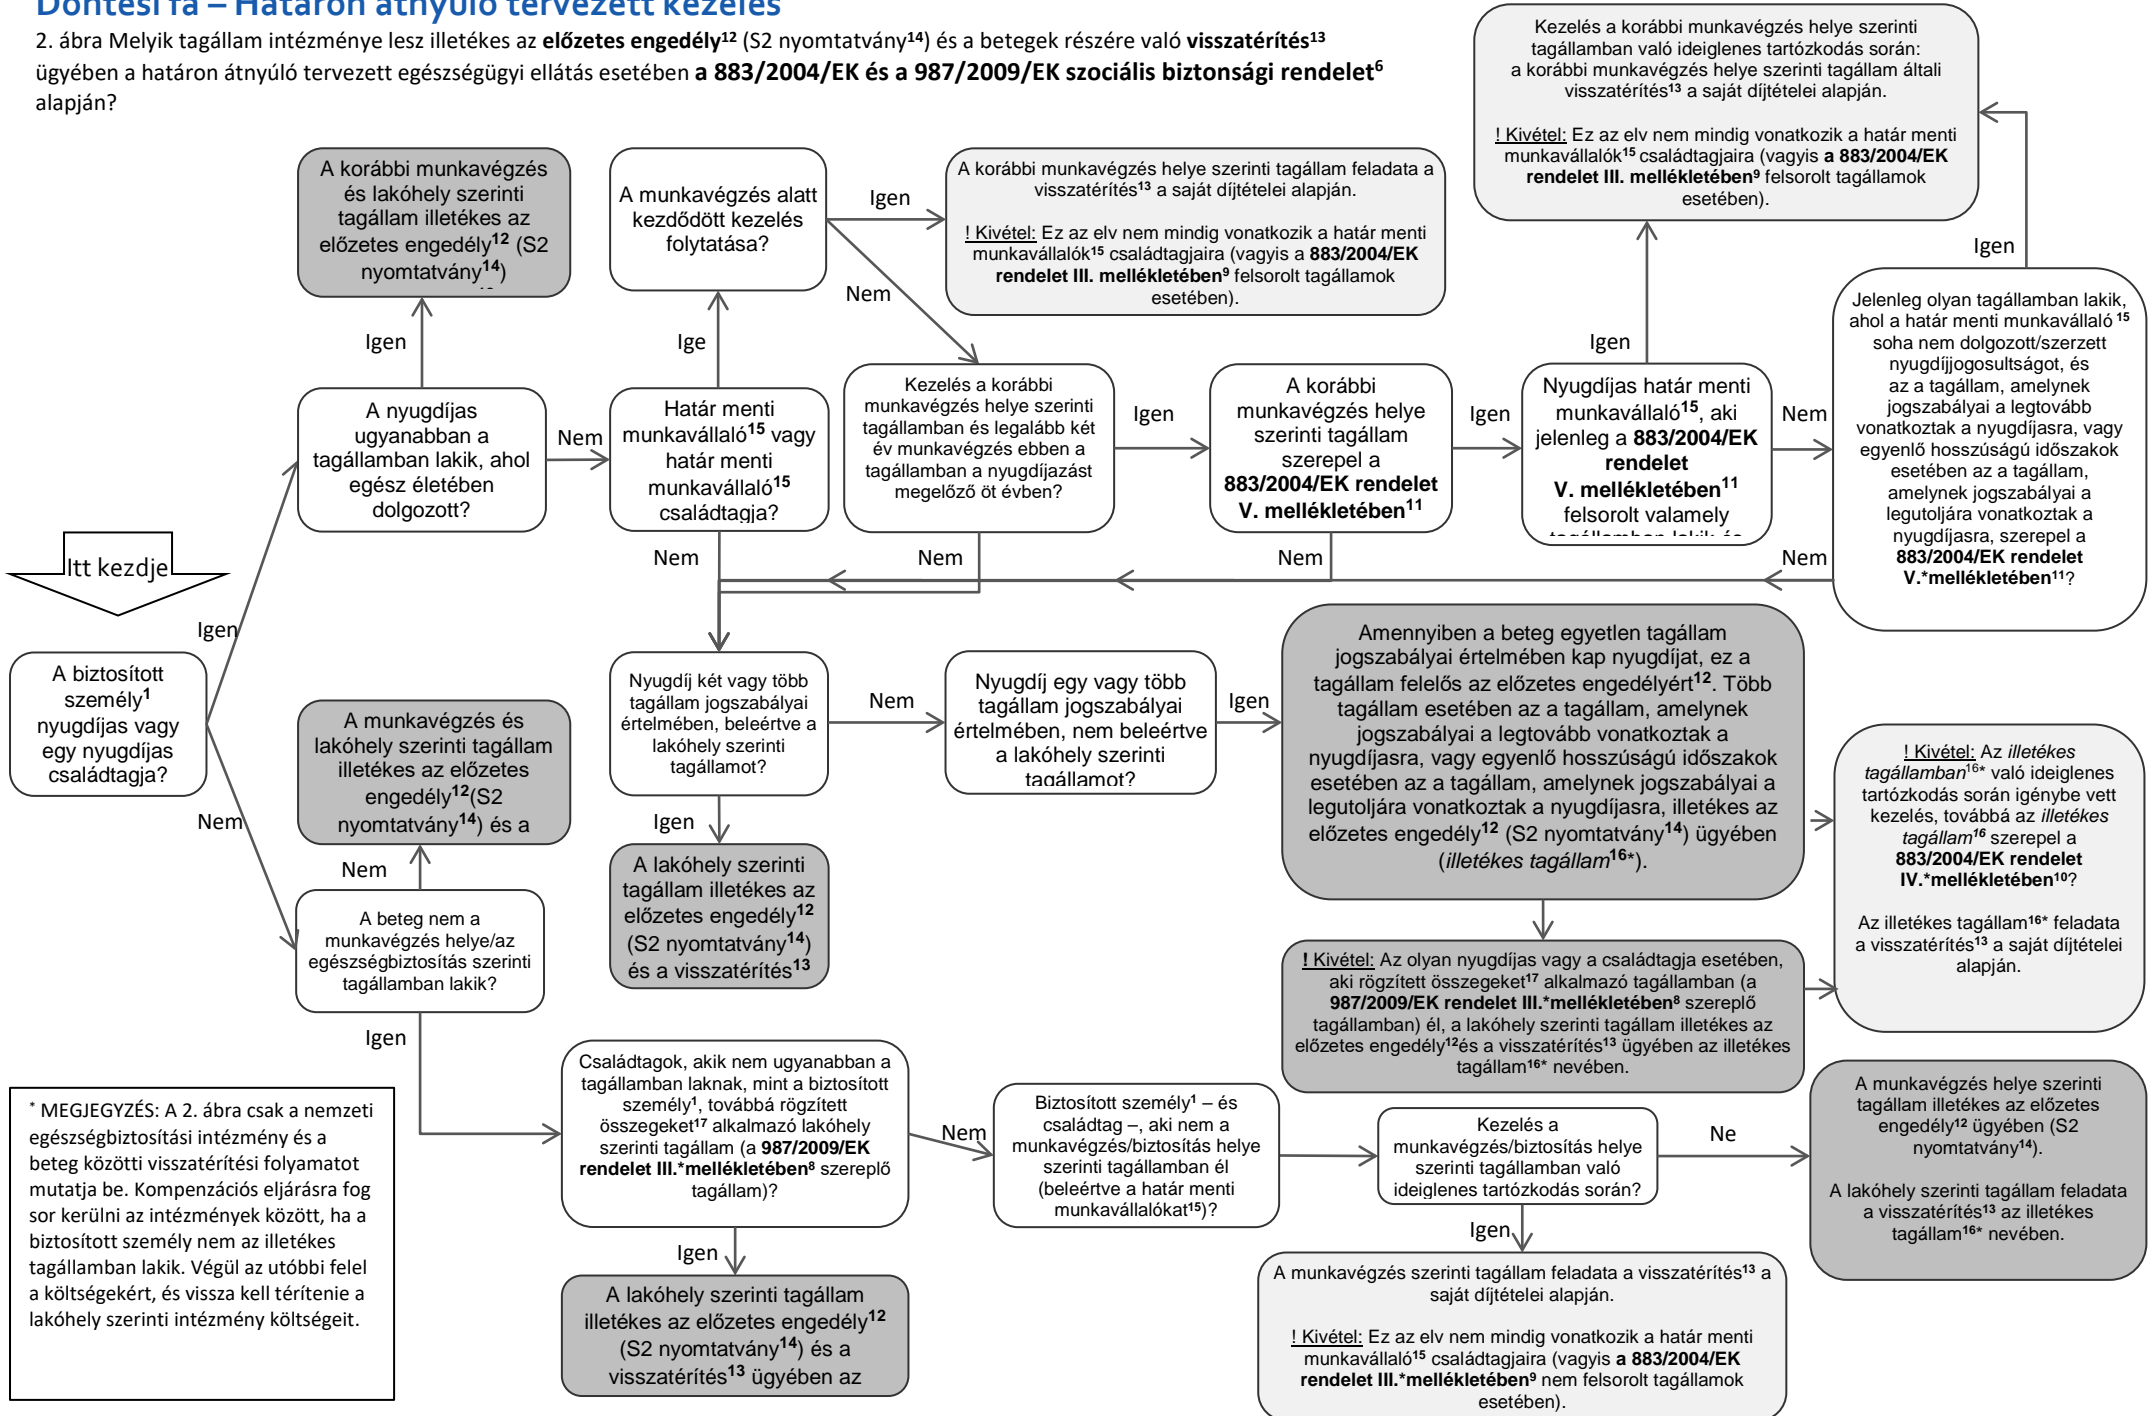 Döntési fa – Határon átnyúló tervezett kezelés
2. ábra Melyik tagállam intézménye lesz illetékes az előzetes engedély12 (S2 nyomtatvány14) és a betegek részére való visszatérítés13
ügyében a határon átnyúló tervezett egészségügyi ellátás esetében a 883/2004/EK és a 987/2009/EK szociális biztonsági rendelet6
alapján?
Kezelés a korábbi munkavégzés helye szerinti
tagállamban való ideiglenes tartózkodás során:
a korábbi munkavégzés helye szerinti tagállam általi
visszatérítés13 a saját díjtételei alapján.
! Kivétel: Ez az elv nem mindig vonatkozik a határ menti
munkavállalók15 családtagjaira (vagyis a 883/2004/EK
rendelet III. mellékletében9 felsorolt tagállamok
esetében).
A korábbi munkavégzés
és lakóhely szerinti
tagállam illetékes az
előzetes engedély12 (S2
nyomtatvány14)
A munkavégzés alatt
kezdődött kezelés
folytatása?
Igen
A korábbi munkavégzés helye szerinti tagállam feladata a
visszatérítés13 a saját díjtételei alapján.
! Kivétel: Ez az elv nem mindig vonatkozik a határ menti
munkavállalók15 családtagjaira (vagyis a 883/2004/EK
rendelet III. mellékletében9 felsorolt tagállamok
esetében).
Nem
Igen
Igen
Ige
Igen
A nyugdíjas
ugyanabban a
tagállamban lakik, ahol
egész életében
dolgozott?
Nem
Határ menti
munkavállaló15 vagy
határ menti
munkavállaló15
családtagja?
Kezelés a korábbi
munkavégzés helye szerinti
tagállamban és legalább két
év munkavégzés ebben a
tagállamban a nyugdíjazást
megelőző öt évben?
Igen
A korábbi
munkavégzés helye
szerinti tagállam
szerepel a
883/2004/EK rendelet
V. mellékletében11
Igen
Nyugdíjas határ menti
munkavállaló15, aki
jelenleg a 883/2004/EK
rendelet
V. mellékletében11
felsorolt valamely
tagállamban lakik és
Nem
Jelenleg olyan tagállamban lakik,
ahol a határ menti munkavállaló 15
soha nem dolgozott/szerzett
nyugdíjjogosultságot, és
az a tagállam, amelynek
jogszabályai a legtovább
vonatkoztak a nyugdíjasra, vagy
egyenlő hosszúságú időszakok
esetében az a tagállam,
amelynek jogszabályai a
legutoljára vonatkoztak a
nyugdíjasra, szerepel a
883/2004/EK rendelet
V.*mellékletében11?
Nem
Nem
Nem
Nem
Itt kezdje
Igen
A biztosított
személy1
nyugdíjas vagy
egy nyugdíjas
családtagja?
Nem
A munkavégzés és
lakóhely szerinti tagállam
illetékes az előzetes
engedély12(S2
nyomtatvány14) és a
Nem
Nyugdíj két vagy több
tagállam jogszabályai
értelmében, beleértve a
lakóhely szerinti
tagállamot?
Nem
Nyugdíj egy vagy több
tagállam jogszabályai
értelmében, nem beleértve
a lakóhely szerinti
tagállamot?
Igen
Amennyiben a beteg egyetlen tagállam
jogszabályai értelmében kap nyugdíjat, ez a
tagállam felelős az előzetes engedélyért12. Több
tagállam esetében az a tagállam, amelynek
jogszabályai a legtovább vonatkoztak a
nyugdíjasra, vagy egyenlő hosszúságú időszakok
esetében az a tagállam, amelynek jogszabályai a
legutoljára vonatkoztak a nyugdíjasra, illetékes az
előzetes engedély12 (S2 nyomtatvány14) ügyében
(illetékes tagállam16*).
! Kivétel: Az illetékes
tagállamban16* való ideiglenes
tartózkodás során igénybe vett
kezelés, továbbá az illetékes
tagállam16 szerepel a
883/2004/EK rendelet
IV.*mellékletében10?
Az illetékes tagállam16* feladata
a visszatérítés13 a saját díjtételei
alapján.
Igen
A lakóhely szerinti
tagállam illetékes az
előzetes engedély12
(S2 nyomtatvány14)
és a visszatérítés13
A beteg nem a
munkavégzés helye/az
egészségbiztosítás szerinti
tagállamban lakik?
Igen
! Kivétel: Az olyan nyugdíjas vagy a családtagja esetében,
aki rögzített összegeket17 alkalmazó tagállamban (a
987/2009/EK rendelet III.*mellékletében8 szereplő
tagállamban) él, a lakóhely szerinti tagállam illetékes az
előzetes engedély12és a visszatérítés13 ügyében az illetékes
tagállam16* nevében.
* MEGJEGYZÉS: A 2. ábra csak a nemzeti
egészségbiztosítási intézmény és a
beteg közötti visszatérítési folyamatot
mutatja be. Kompenzációs eljárásra fog
sor kerülni az intézmények között, ha a
biztosított személy nem az illetékes
tagállamban lakik. Végül az utóbbi felel
a költségekért, és vissza kell térítenie a
lakóhely szerinti intézmény költségeit.
Családtagok, akik nem ugyanabban a
tagállamban laknak, mint a biztosított
személy1, továbbá rögzített
összegeket17 alkalmazó lakóhely
szerinti tagállam (a 987/2009/EK
rendelet III.*mellékletében8 szereplő
tagállam)?
Nem
Biztosított személy1 – és
családtag –, aki nem a
munkavégzés/biztosítás helye
szerinti tagállamban él
(beleértve a határ menti
munkavállalókat15)?
Kezelés a
munkavégzés/biztosítás helye
szerinti tagállamban való
ideiglenes tartózkodás során?
Ne
A munkavégzés helye szerinti
tagállam illetékes az előzetes
engedély12 ügyében (S2
nyomtatvány14).
A lakóhely szerinti tagállam feladata
a visszatérítés13 az illetékes
tagállam16* nevében.
Igen
A lakóhely szerinti tagállam
illetékes az előzetes engedély12
(S2 nyomtatvány14) és a
visszatérítés13 ügyében az
Igen
A munkavégzés szerinti tagállam feladata a visszatérítés13 a
saját díjtételei alapján.
! Kivétel: Ez az elv nem mindig vonatkozik a határ menti
munkavállaló15 családtagjaira (vagyis a 883/2004/EK
rendelet III.*mellékletében9 nem felsorolt tagállamok
esetében).